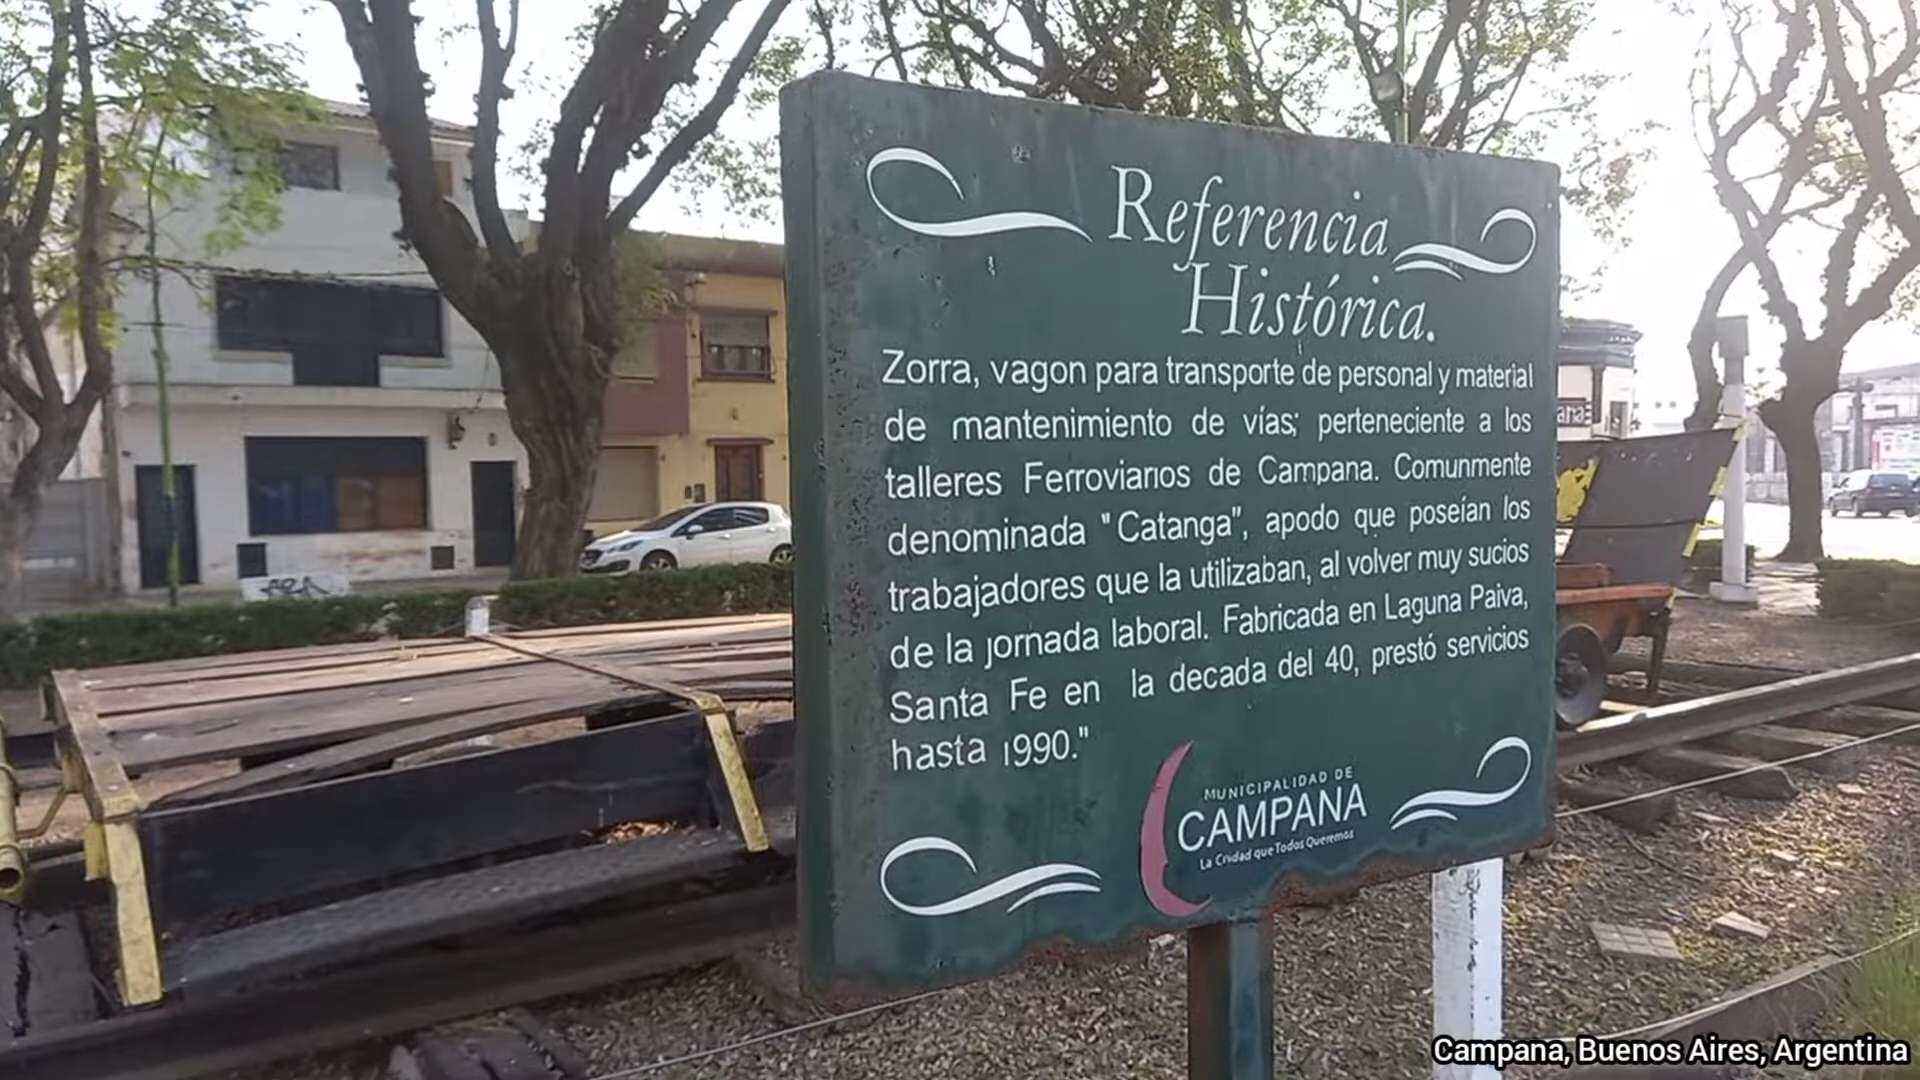 Referencia
Histórica.
Zorra, vagon para transporte de personal y material
de mantenimiento de vías; perteneciente a los
talleres Ferroviarios de Campana. Comunmente
denominada "Catanga", apodo que poseían los
trabajadores que la utilizaban, al volver muy sucios
de la jornada laboral. Fabricada en Laguna Paiva,
Santa Fe en la decada del 40, prestó servicios
hasta 1990."
MUNICIPALIDAD DE
CAMPANA
La Ciudad que Todos Queremos
Campana, Buenos Aires, Argentina